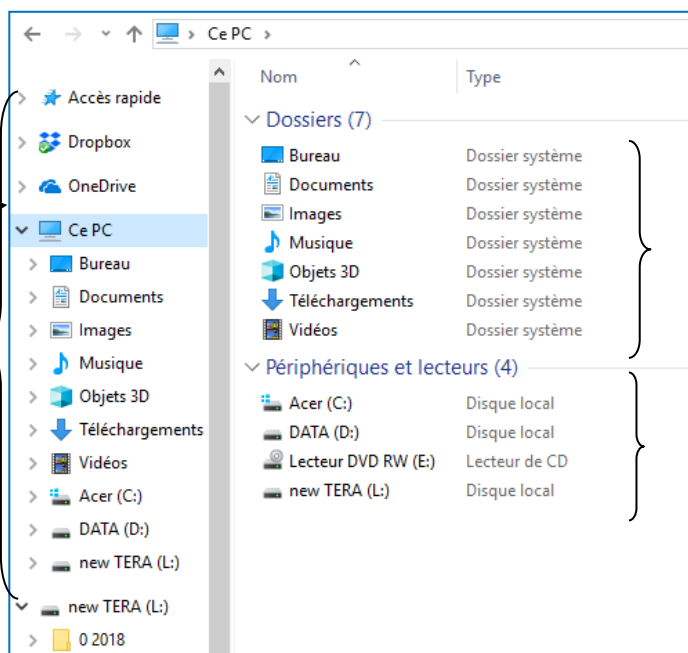 Ce PC
Accès rapide
Dropbox
OneDrive
Ce PC
Bureau
Documents
Images
Musique
Objets 3D
Téléchargements
Vidéos
Acer (C:)
DATA (D:)
new TERA (L:)
new TERA (L:)
0 2018
Nom Type
Dossiers (7)
Bureau Dossier système
Documents Dossier système
Images Dossier système
Musique Dossier système
Objets 3D Dossier système
Téléchargements Dossier système
Vidéos Dossier système
Périphériques et lecteurs (4)
Acer (C:) Disque local
DATA (D:) Disque local
Lecteur DVD RW (E:) Lecteur de CD
new TERA (L:) Disque local